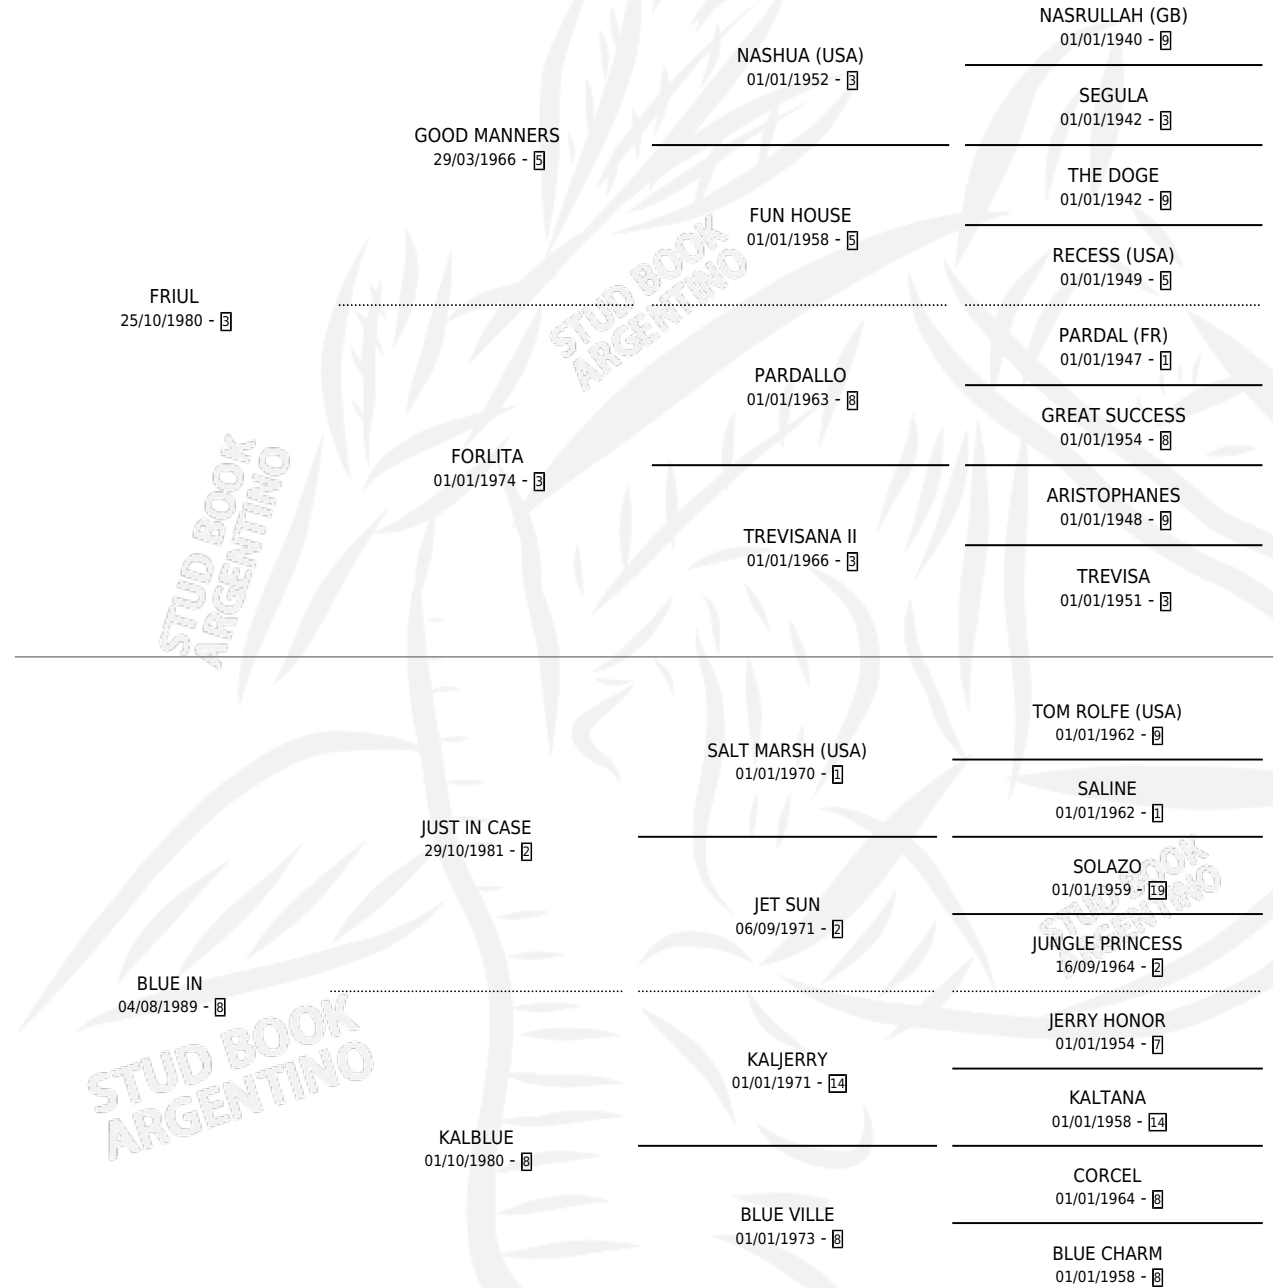 NASRULLAH (GB)
01/01/1940 - 9
NASHUA (USA)
01/01/1952 - 3
SEGULA
01/01/1942 - 3
GOOD MANNERS
29/03/1966 - 5
THE DOGE
01/01/1942 - 9
FUN HOUSE
01/01/1958 - 5
RECESS (USA)
01/01/1949 - 5
FRIUL
25/10/1980 - 3
PARDAL (FR)
01/01/1947 - 1
PARDALLO
01/01/1963 - 8
GREAT SUCCESS
01/01/1954 - 8
FORLITA
01/01/1974 - 3
ARISTOPHANES
01/01/1948 - 9
TREVISANA II
01/01/1966 - 3
TREVISA
01/01/1951 - 3
TOM ROLFE (USA)
01/01/1962 - 9
SALT MARSH (USA)
01/01/1970 - 1
SALINE
01/01/1962 - 1
JUST IN CASE
29/10/1981 - 2
SOLAZO
01/01/1959 - 19
JET SUN
06/09/1971 - 2
JUNGLE PRINCESS
16/09/1964 - 2
BLUE IN
04/08/1989 - 8
JERRY HONOR
01/01/1954 - 7
KALJERRY
01/01/1971 - 14
KALTANA
01/01/1958 - 14
KALBLUE
01/10/1980 - 8
CORCEL
01/01/1964 - 8
BLUE VILLE
01/01/1973 - 8
BLUE CHARM
01/01/1958 - 8
STUD BOOK
ARGENTINO
STUD BOOK
ARGENTINO
STUD BOOK
ARGENTINO
STUD BOOK
ARGENTINO